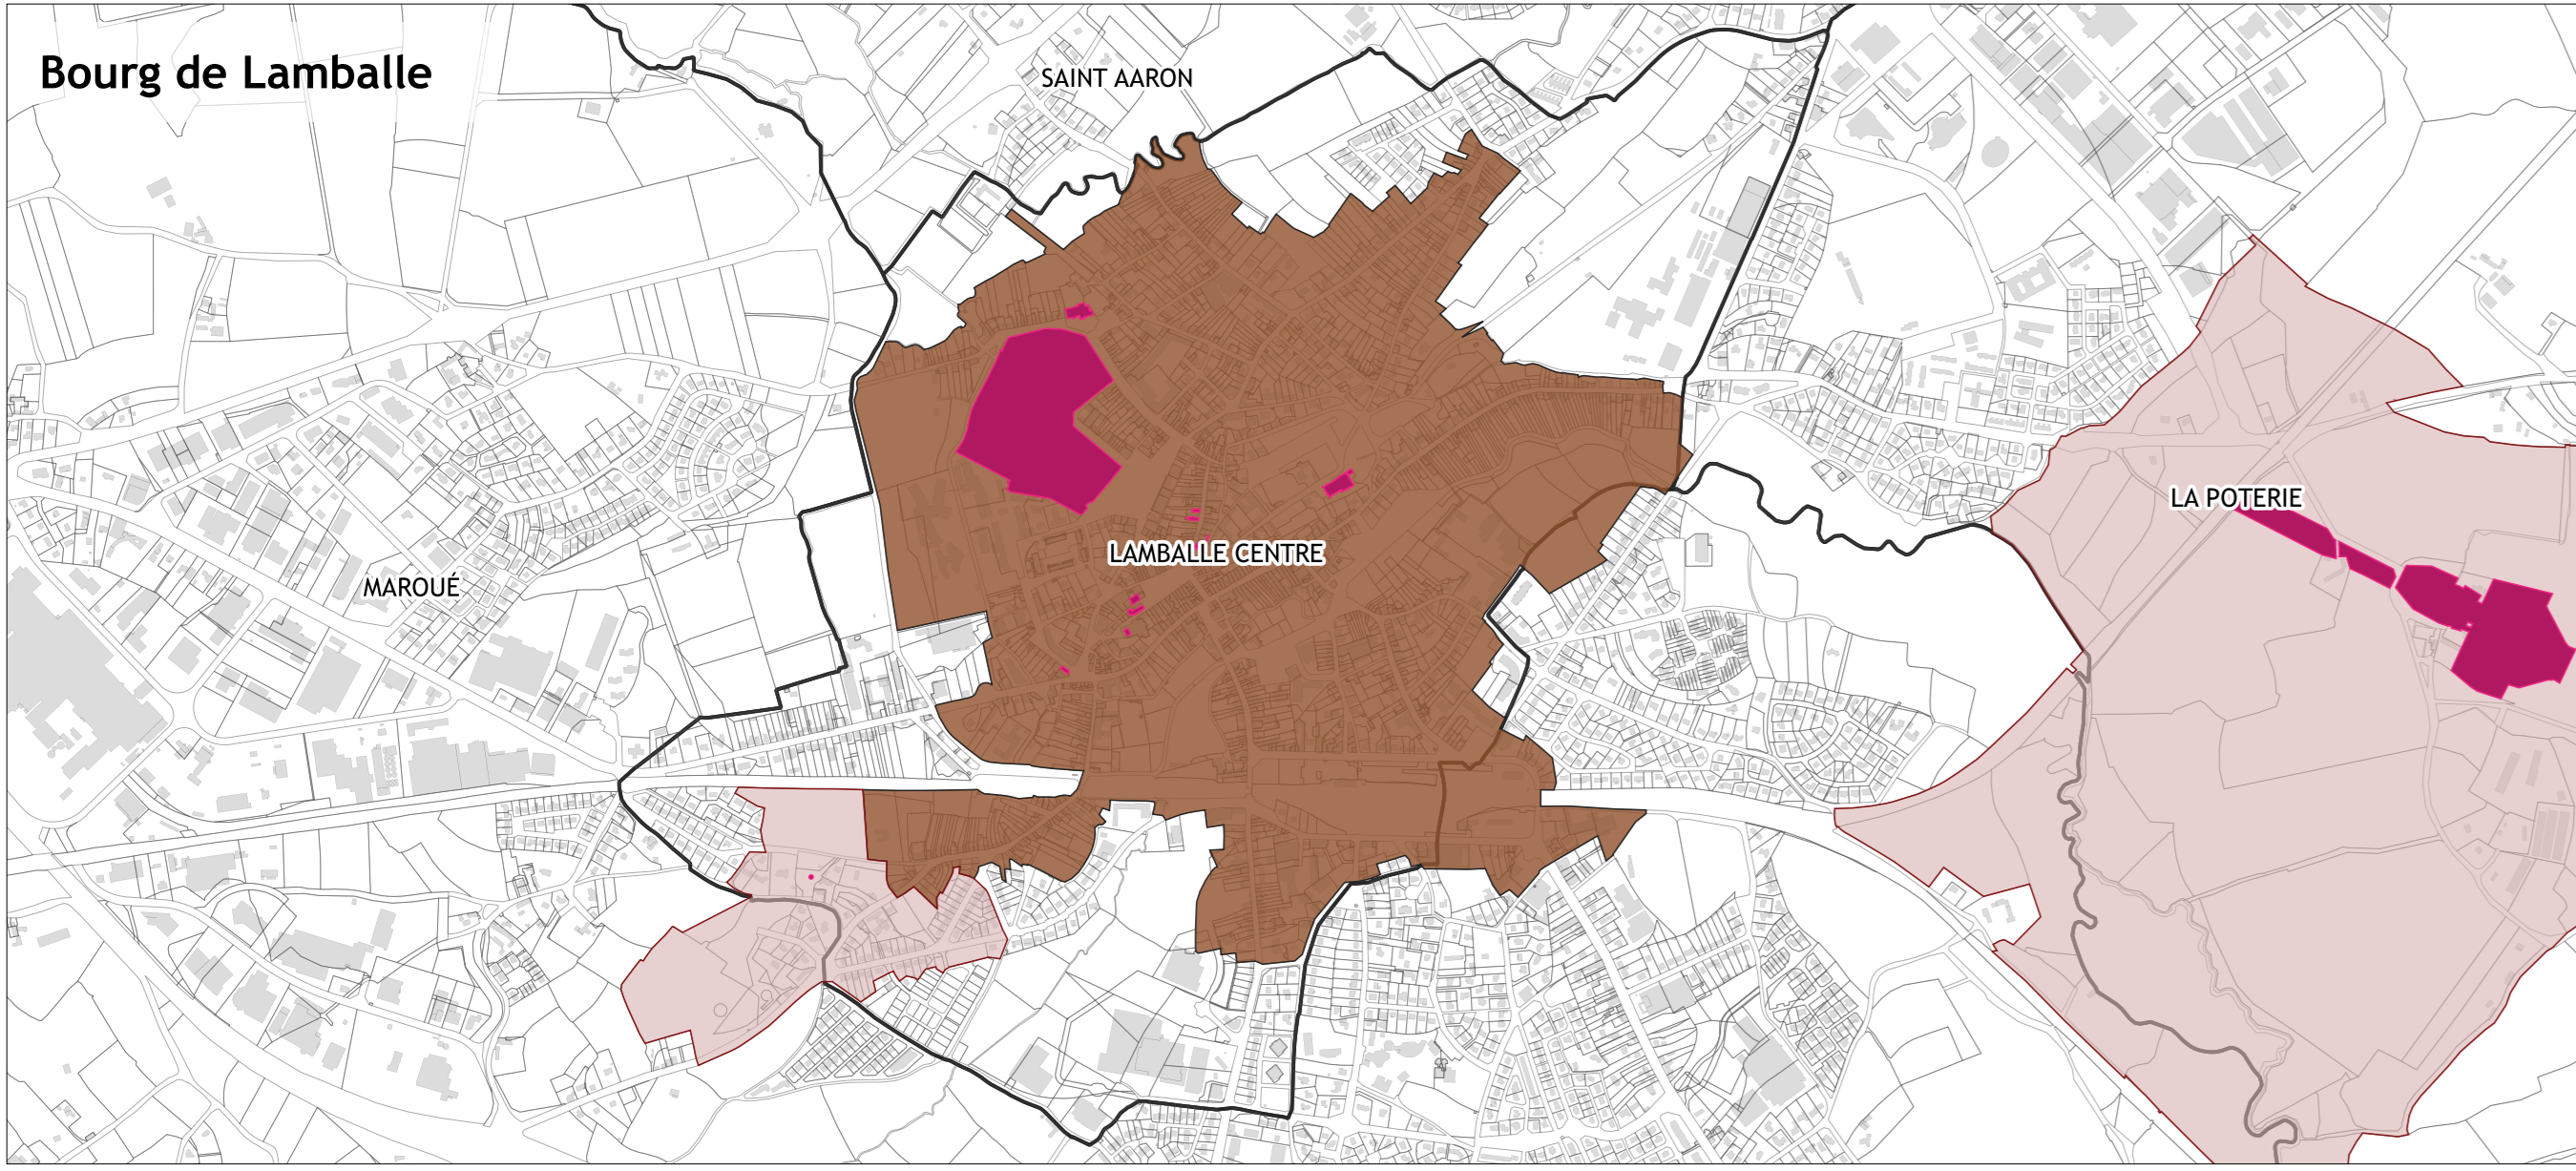 Bourg de Lamballe
SAINT AARON
LA POTERIE
LAMBALLE CENTRE
MAROUÉ